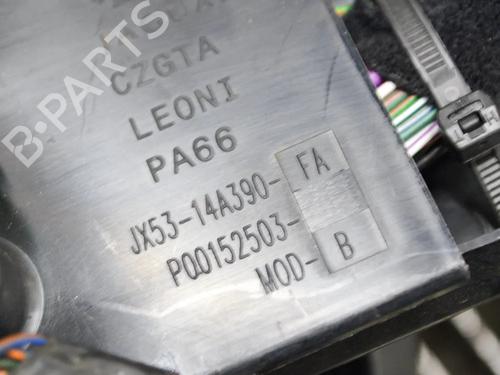 CZGTA
LEONI
PA66
JX53-14A390-FA
P00152503-
MOD-B
B-PARTS